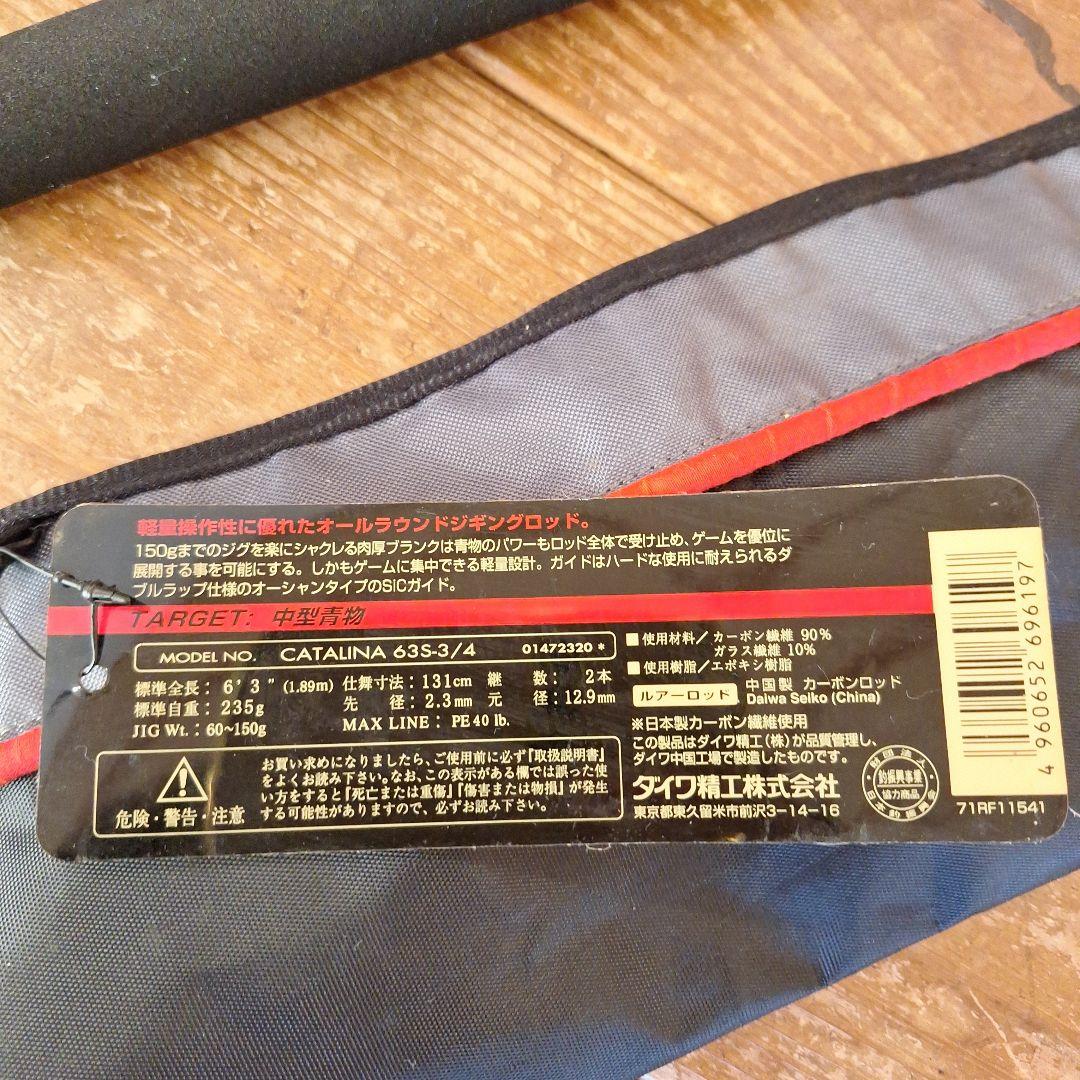 軽量操作性に優れたオールラウンドジギングロッド。
150gまでのジグを楽にシャクレる肉厚ブランクは青物のパワーもロッド全体で受け止め、ゲームを優位に
展開する事を可能にする。しかもゲームに集中できる軽量設計。ガイドはハードな使用に耐えられるダ
ブルラップ仕様のオーシャンタイプのSiCガイド。
TARGET: 中型青物
MODEL NO. CATALINA 63S-3/4 01472320 *
標準全長: 6' 3" (1.89m) 仕舞寸法: 131cm 継 数: 2本
標準自重: 235g 先 径: 2.3mm 元 径: 12.9mm
JIG Wt.: 60~150g MAX LINE: PE 40 lb.
危険・警告・注意
お買い求めになりましたら、ご使用前に必ず『取扱説明書』
をよくお読み下さい。なお、この表示がある欄では誤った使
い方をすると『死亡または重傷』『傷害または物損』が発生
する可能性がありますので、必ずお読み下さい。
■使用材料/カーボン繊維 90%
ガラス繊維 10%
■使用樹脂/エポキシ樹脂
ルアーロッド 中国製 カーボンロッド
Daiwa Seiko (China)
※日本製カーボン繊維使用
この製品はダイワ精工(株)が品質管理し、
ダイワ中国工場で製造したものです。
ダイワ精工株式会社
東京都東久留米市前沢3-14-16
財団法人
釣振興事業
協力商品
日本釣振興会
4 960652 696197
71RF11541